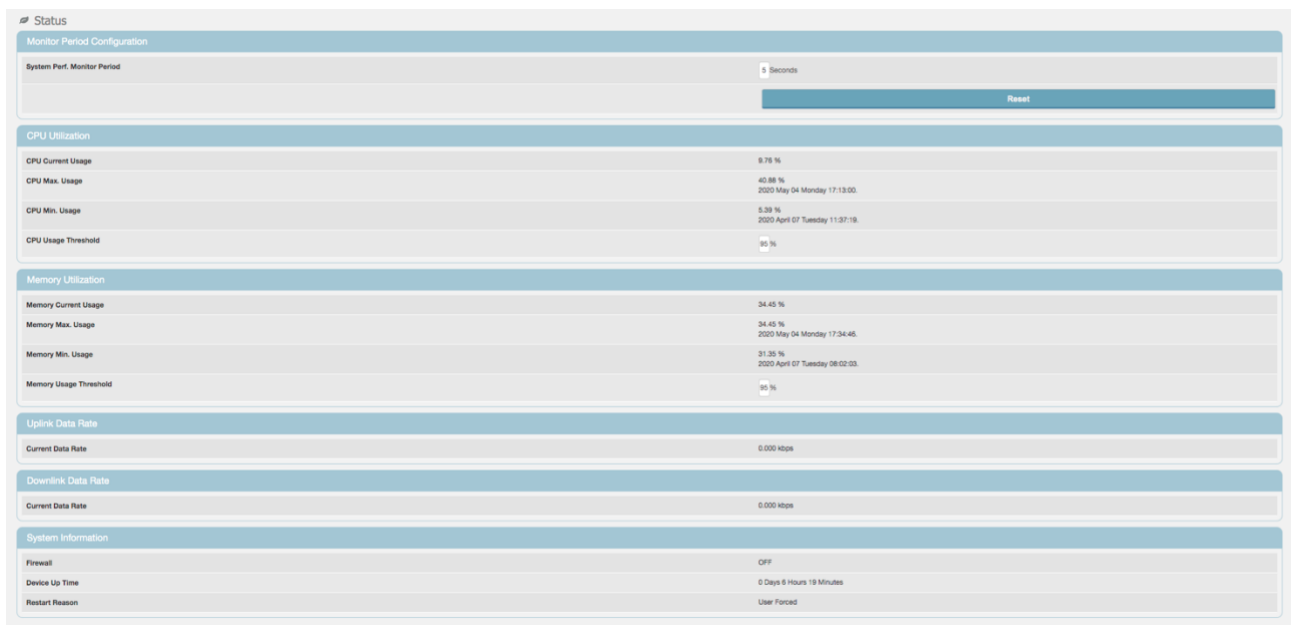 Status
Monitor Period Configuration
System Perf. Monitor Period
5 Seconds
Reset
CPU Utilization
CPU Current Usage
9.76 %
CPU Max. Usage
40.88 %
2020 May 04 Monday 17:13:00.
CPU Min. Usage
5.39 %
2020 April 07 Tuesday 11:37:19.
CPU Usage Threshold
95 %
Memory Utilization
Memory Current Usage
34.45 %
Memory Max. Usage
34.45 %
2020 May 04 Monday 17:34:45.
Memory Min. Usage
31.35 %
2020 April 07 Tuesday 08:02:03.
Memory Usage Threshold
95 %
Uplink Data Rate
Current Data Rate
0.000 kbps
Downlink Data Rate
Current Data Rate
0.000 kbps
System Information
Firewall
OFF
Device Up Time
0 Days 6 Hours 19 Minutes
Restart Reason
User Forced